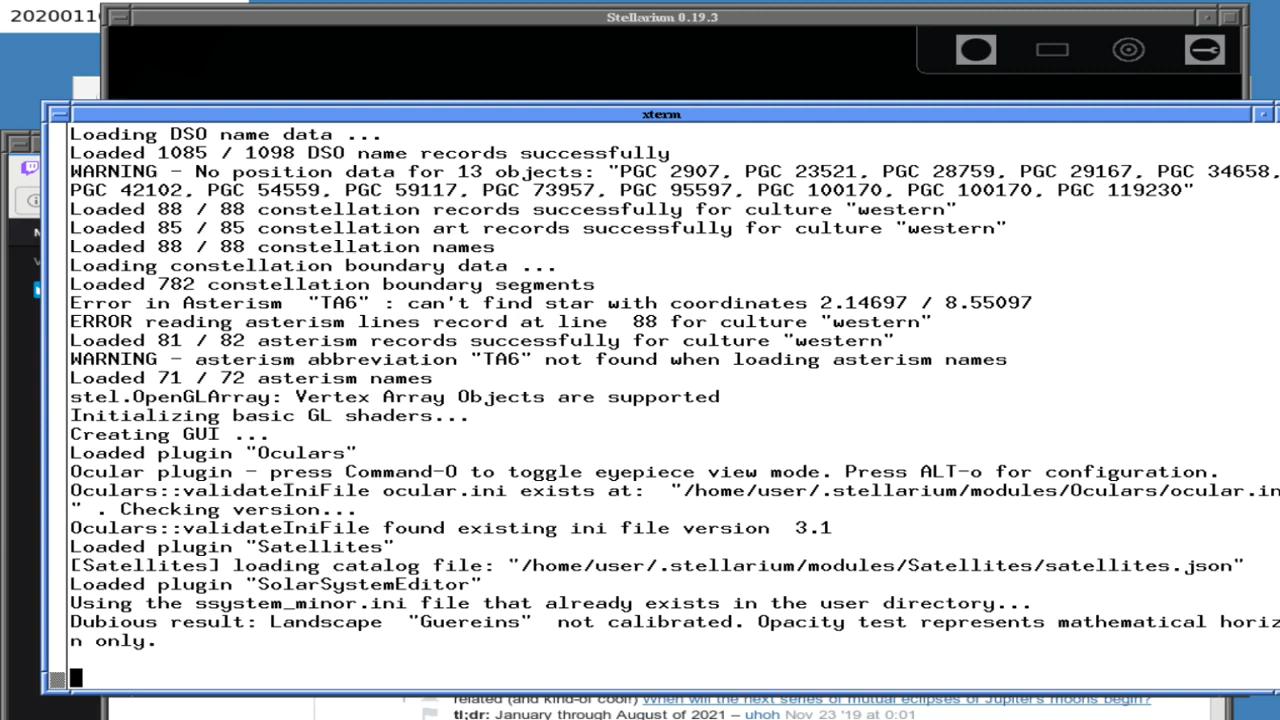 2020011
Stellarium 0.19.3
xterm
Loading DSO name data ...
Loaded 1085 / 1098 DSO name records successfully
WARNING - No position data for 13 objects: "PGC 2907, PGC 23521, PGC 28759, PGC 29167, PGC 34658,
PGC 42102, PGC 54559, PGC 59117, PGC 73957, PGC 95597, PGC 100170, PGC 100170, PGC 119230"
Loaded 88 / 88 constellation records successfully for culture "western"
Loaded 85 / 85 constellation art records successfully for culture "western"
Loaded 88 / 88 constellation names
Loading constellation boundary data ...
Loaded 782 constellation boundary segments
Error in Asterism  "TA6" : can't find star with coordinates 2.14697 / 8.55097
ERROR reading asterism lines record at line  88 for culture "western"
Loaded 81 / 82 asterism records successfully for culture "western"
WARNING - asterism abbreviation "TA6" not found when loading asterism names
Loaded 71 / 72 asterism names
stel.OpenGLArray: Vertex Array Objects are supported
Initializing basic GL shaders...
Creating GUI ...
Loaded plugin "Oculars"
Ocular plugin - press Command-O to toggle eyepiece view mode. Press ALT-o for configuration.
Oculars::validateIniFile ocular.ini exists at:  "/home/user/.stellarium/modules/Oculars/ocular.in
" . Checking version...
Oculars::validateIniFile found existing ini file version  3.1
Loaded plugin "Satellites"
[Satellites] loading catalog file: "/home/user/.stellarium/modules/Satellites/satellites.json"
Loaded plugin "SolarSystemEditor"
Using the ssystem_minor.ini file that already exists in the user directory...
Dubious result: Landscape  "Guereins"  not calibrated. Opacity test represents mathematical horiz
n only.
related (and kind-of cool!) When will the next series of mutual eclipses of Jupiter's moons begin?
tl;dr: January through August of 2021 – uhoh Nov 23 '19 at 0:01